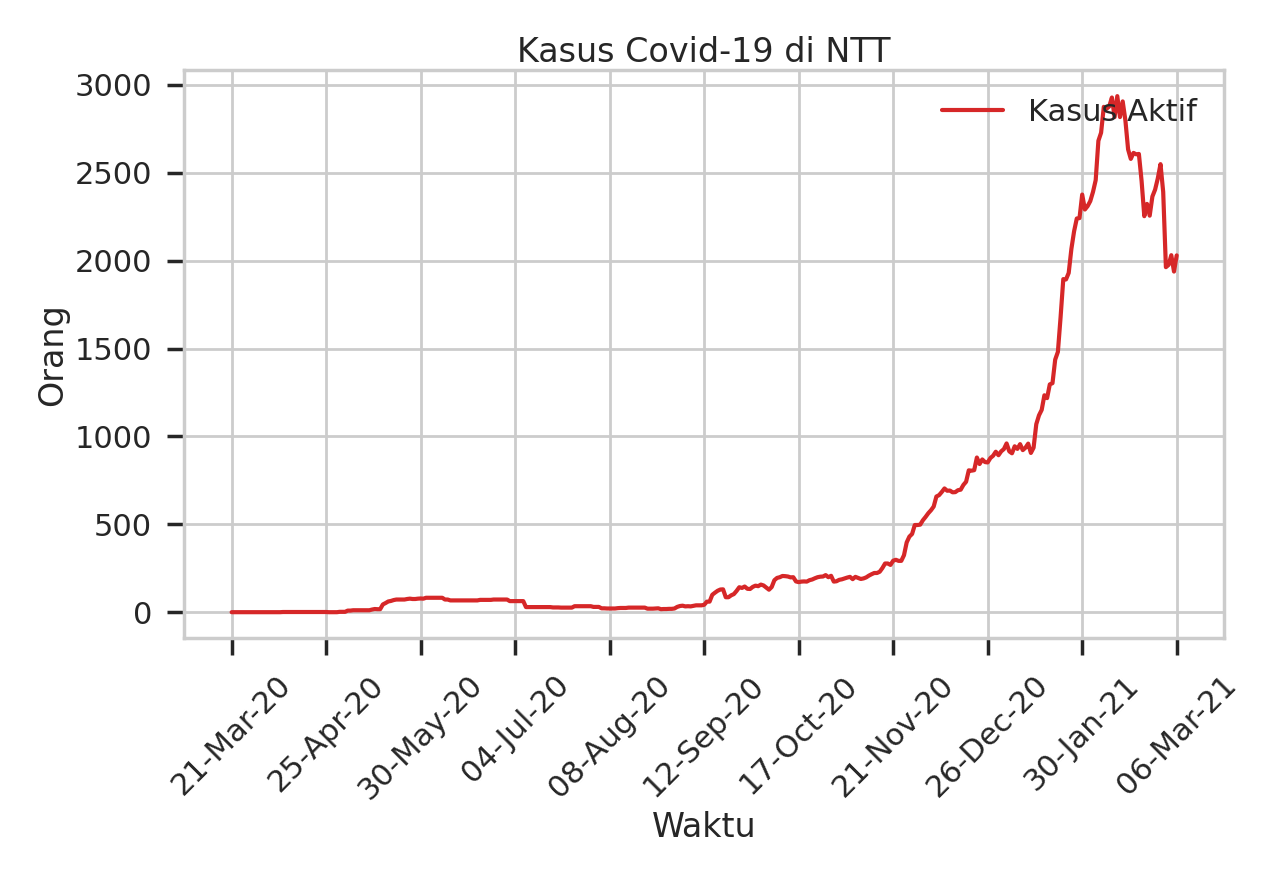 Kasus Covid-19 di NTT
Kasus Aktif
Orang
3000
2500
2000
1500
1000
500
0
21-Mar-20
25-Apr-20
30-May-20
04-Jul-20
08-Aug-20
12-Sep-20
17-Oct-20
21-Nov-20
26-Dec-20
30-Jan-21
06-Mar-21
Waktu